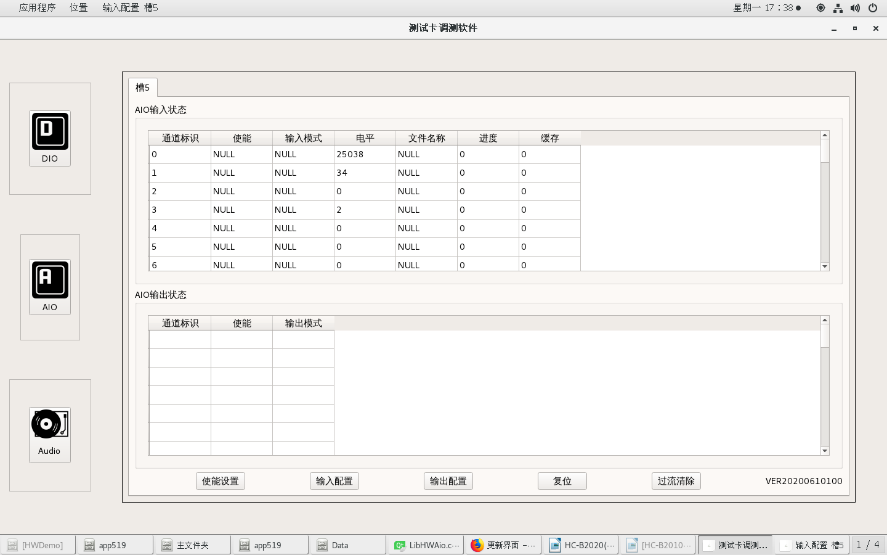 应用程序 位置 输入配置 槽5 星期一 17：38
测试卡调测软件
DIO
AIO
Audio
槽5
AIO输入状态
通道标识 使能 输入模式 电平 文件名称 进度 缓存
0 NULL NULL 25038 NULL 0 0
1 NULL NULL 34 NULL 0 0
2 NULL NULL 0 NULL 0 0
3 NULL NULL 2 NULL 0 0
4 NULL NULL 0 NULL 0 0
5 NULL NULL 0 NULL 0 0
6 NULL NULL 0 NULL 0 0
AIO输出状态
通道标识 使能 输出模式
使能设置 输入配置 输出配置 复位 过流清除 VER20200610100
[HWDemo] app519 主文件夹 app519 Data LibHWAio.c··· 更新界面 –··· HC-B2020(··· [HC-B2010··· 测试卡调测··· 输入配置 槽5 1 / 4